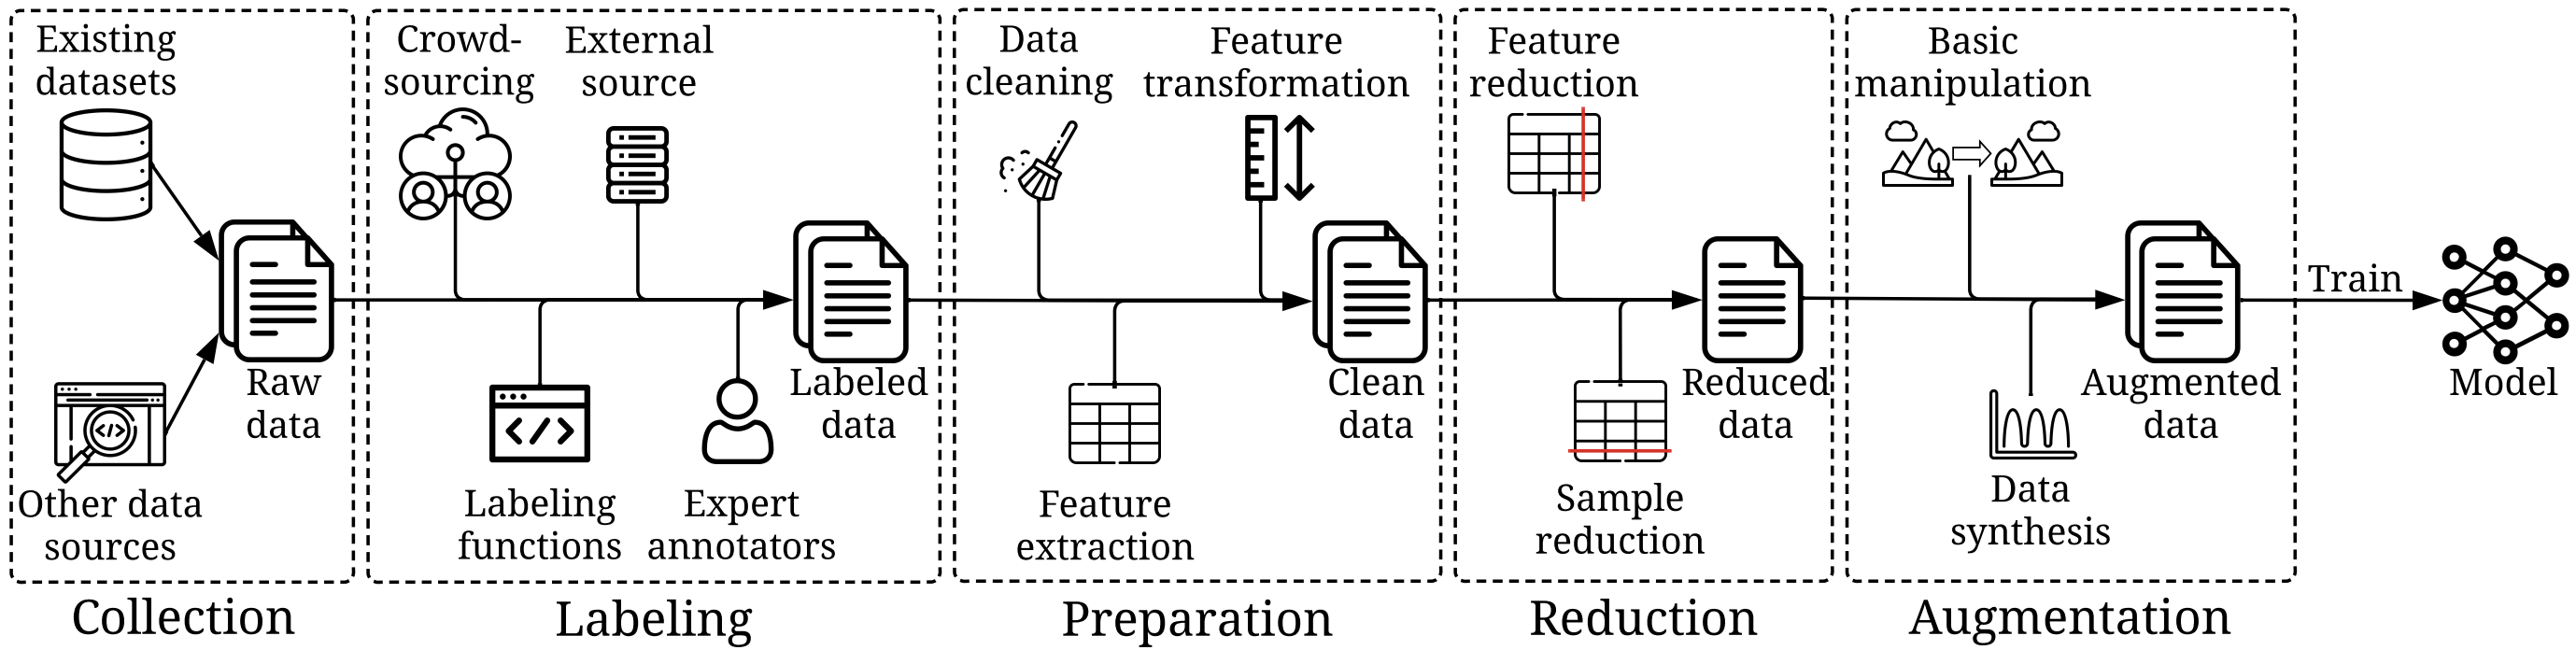 Existing
datasets
Other data
sources
Raw
data
Collection
Crowd-
sourcing
External
source
Labeling
functions
Expert
annotators
Labeled
data
Labeling
Data
cleaning
Feature
transformation
Feature
extraction
Clean
data
Preparation
Feature
reduction
Sample
reduction
Reduced
data
Reduction
Basic
manipulation
Data
synthesis
Augmented
data
Augmentation
Train
Model